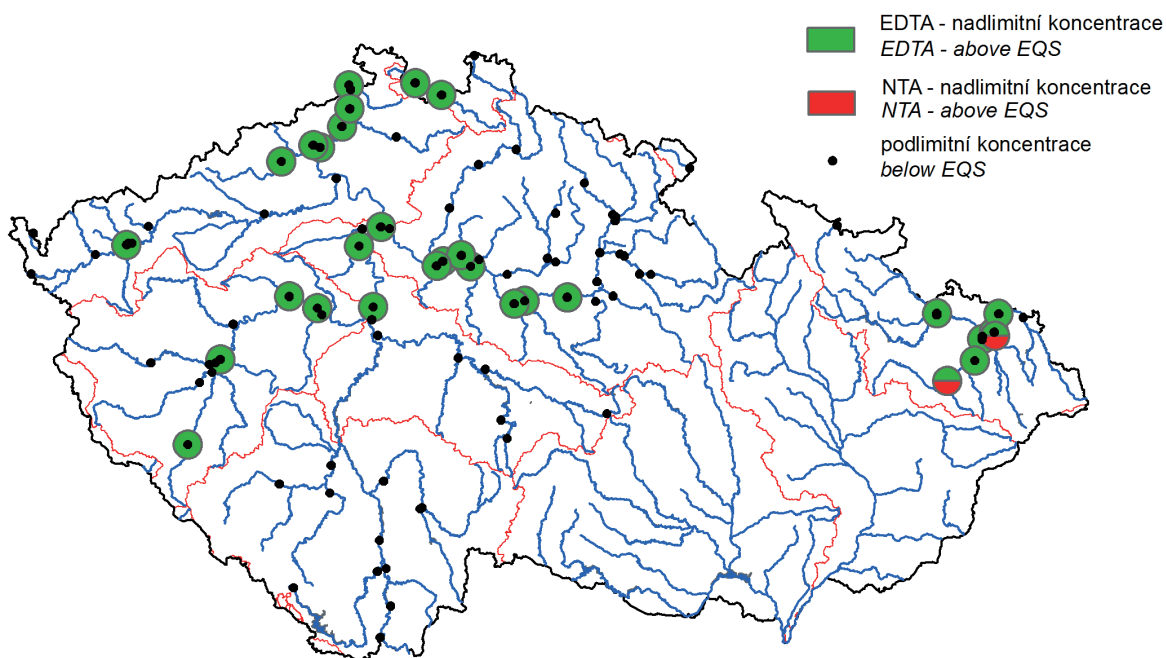 EDTA - nadlimitní koncentrace
EDTA - above EQS
NTA - nadlimitní koncentrace
NTA - above EQS
podlimitní koncentrace
below EQS